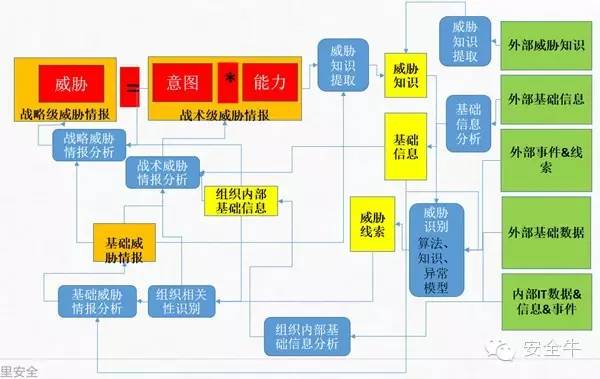 威胁
战略级威胁情报
=
意图
*
能力
战术级威胁情报
威胁
知识
提取
威胁
知识
威胁
知识
提取
外部威胁知识
战略威胁
情报分析
战术威胁
情报分析
基础
信息
基础
信息
分析
外部基础信息
外部事件&线
索
组织内部
基础信息
威胁
线索
威胁
识别
算法、
知识、
异常
模型
外部基础数据
基础威
胁情报
基础威胁
情报分析
组织相关
性识别
组织内部基
础信息分析
内部IT数据&
信息&事件
里安全
安全牛